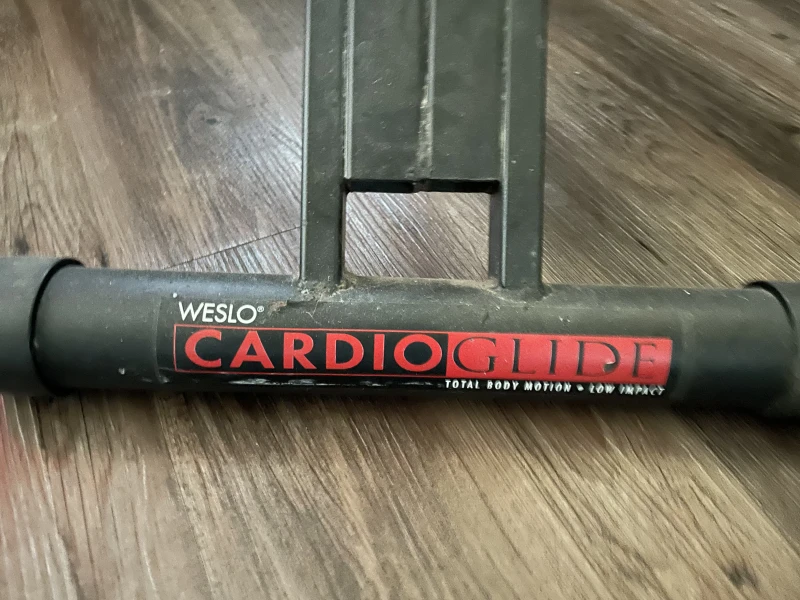 WESLO®
CARDIOGLIDE
TOTAL BODY MOTION • LOW IMPACT